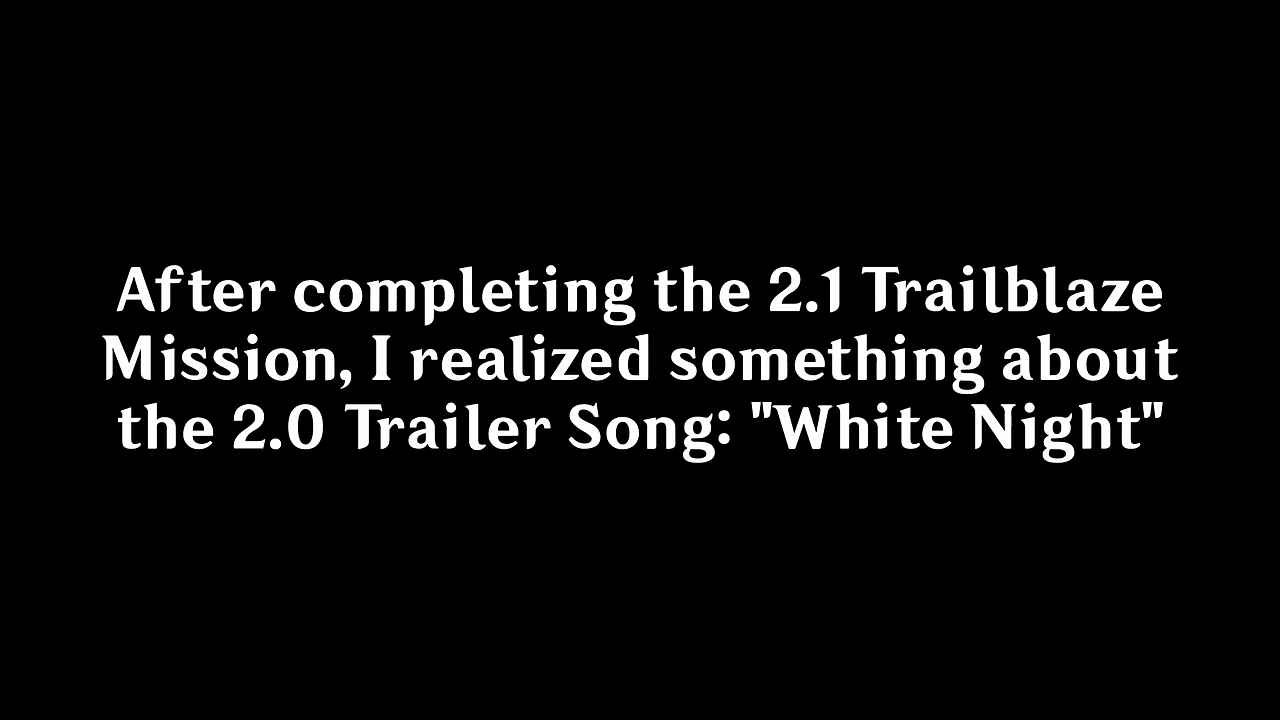 After completing the 2.1 Trailblaze
Mission, I realized something about
the 2.0 Trailer Song: "White Night"